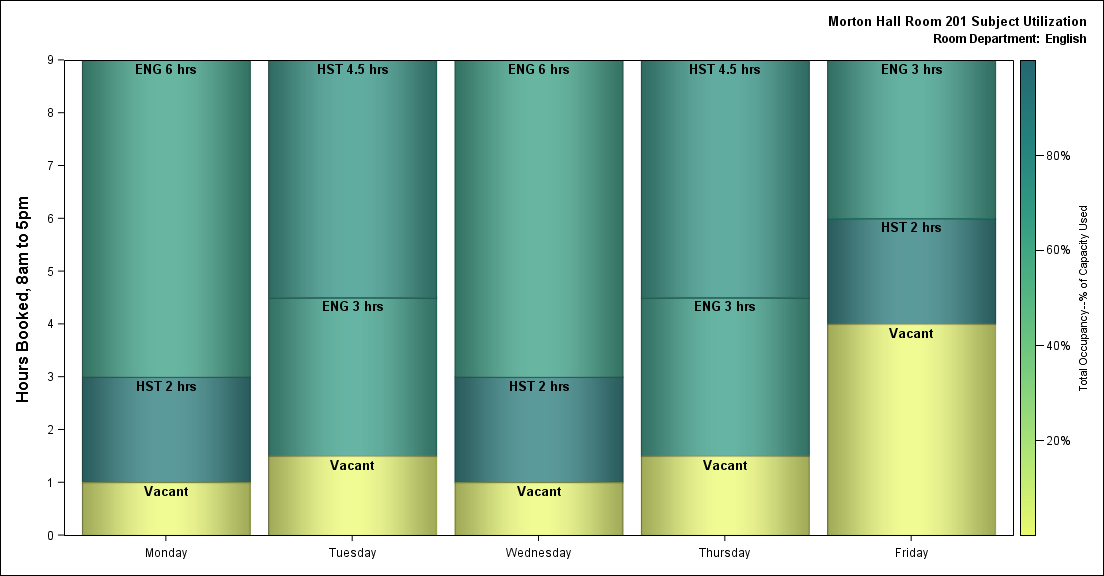 Morton Hall Room 201 Subject Utilization
Room Department: English
Hours Booked, 8am to 5pm
9
8
7
6
5
4
3
2
1
0
ENG 6 hrs
HST 2 hrs
Vacant
HST 4.5 hrs
ENG 3 hrs
Vacant
ENG 6 hrs
HST 2 hrs
Vacant
HST 4.5 hrs
ENG 3 hrs
Vacant
ENG 3 hrs
HST 2 hrs
Vacant
Monday
Tuesday
Wednesday
Thursday
Friday
80%
60%
40%
20%
Total Occupancy--% of Capacity Used